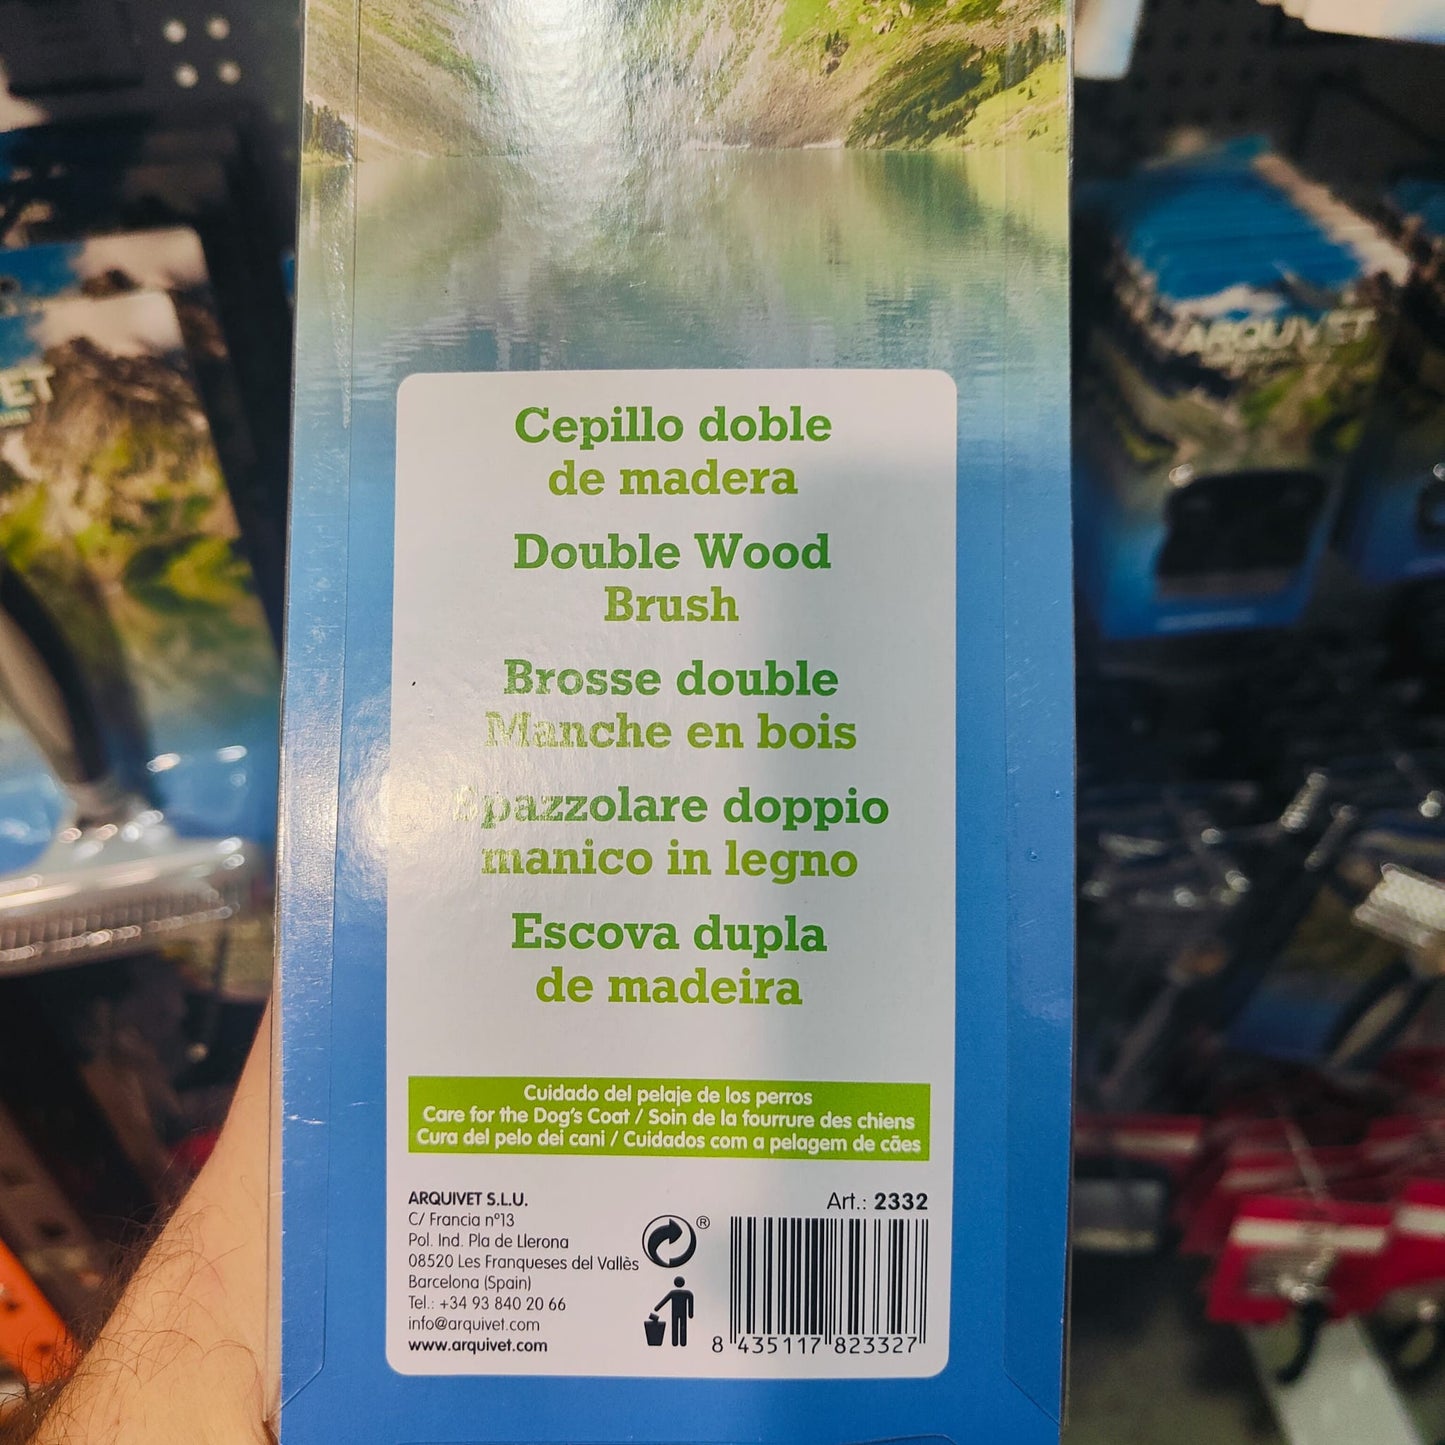 Cepillo doble
de madera
Double Wood
Brush
Brosse double
Manche en bois
Spazzolare doppio
manico in legno
Escova dupla
de madeira
Cuidado del pelaje de los perros
Care for the Dog's Coat / Soin de la fourrure des chiens
Cura del pelo dei cani / Cuidados com a pelagem de cães
ARQUIVET S.L.U.
C/ Francia nº13
Pol. Ind. Pla de Llerona
08520 Les Franqueses del Vallès
Barcelona (Spain)
Tel.: +34 93 840 20 66
info@arquivet.com
www.arquivet.com
®
Art.: 2332
8 435117 823327
ARQUIVET
ET